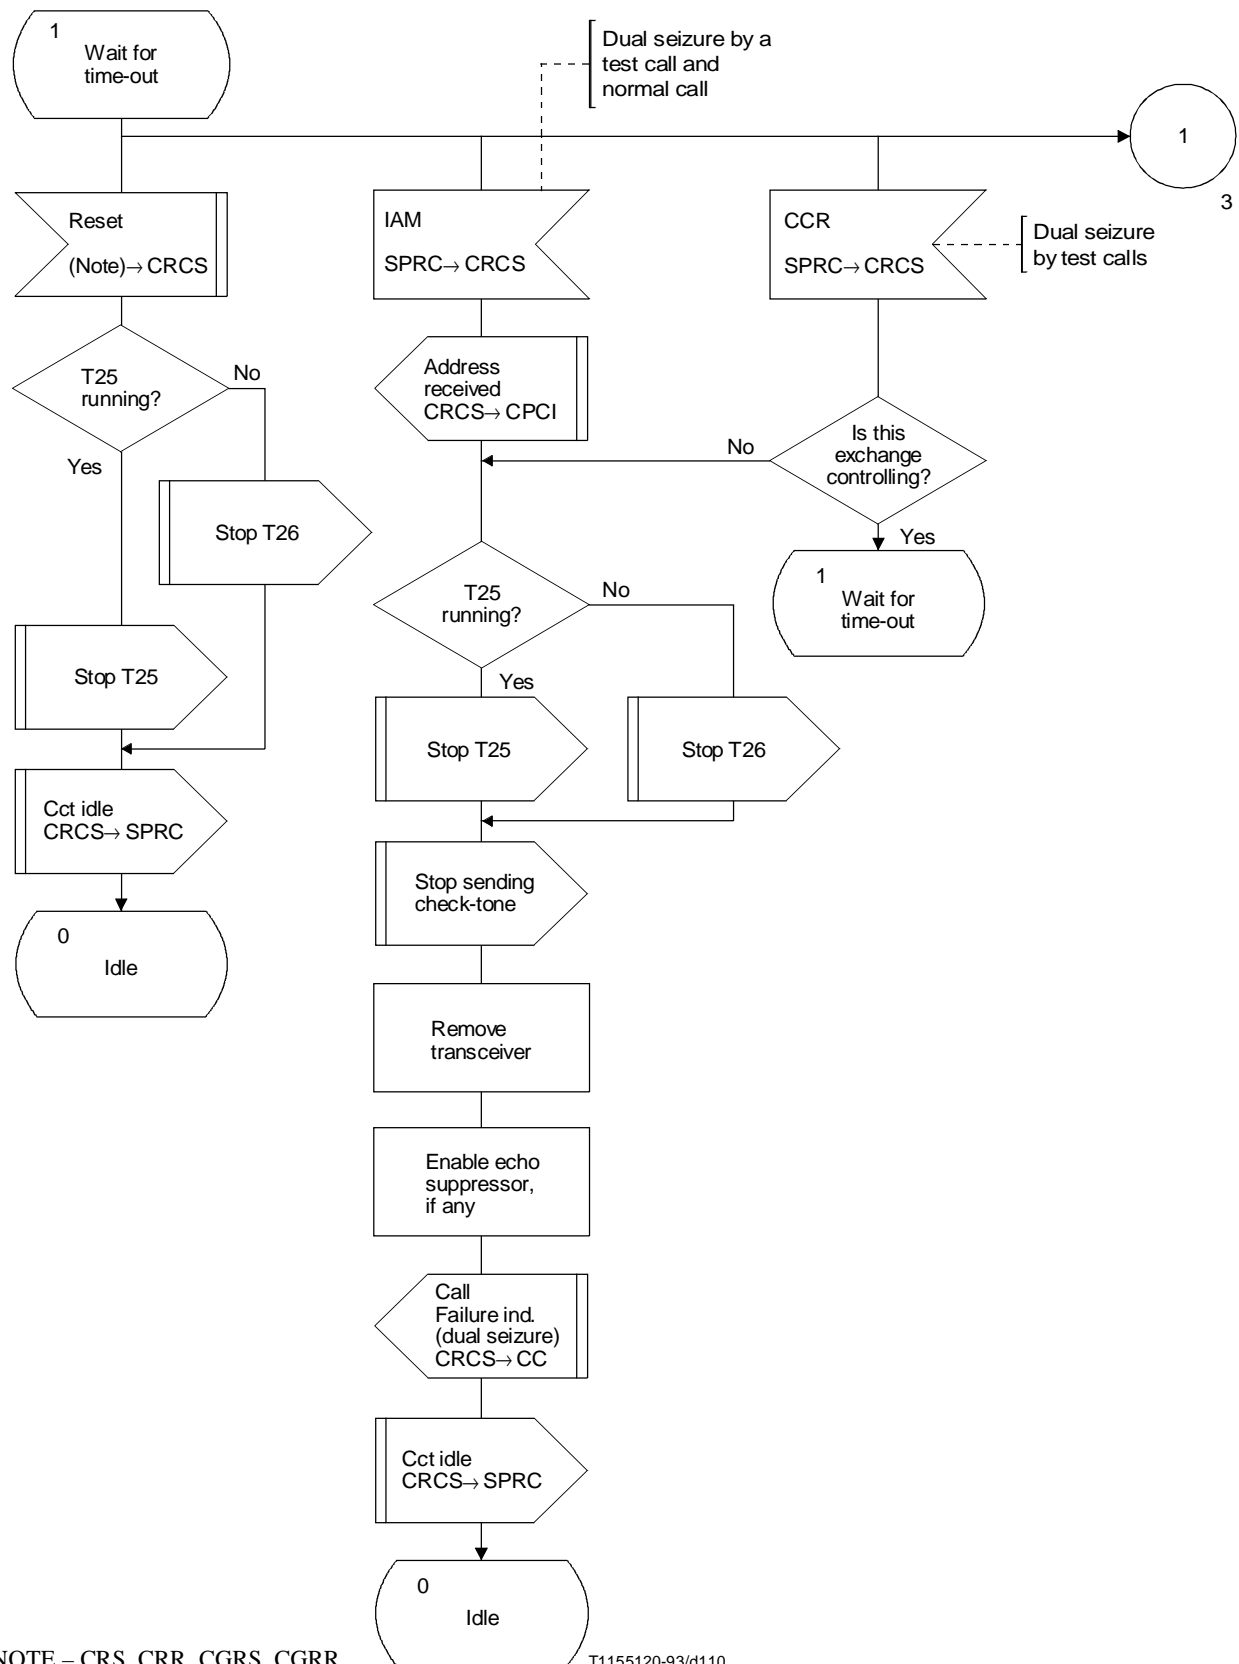 1
Wait for
time-out
Dual seizure by a
test call and
normal call
1
3
Reset
(Note)→ CRCS
IAM
SPRC→ CRCS
CCR
SPRC→ CRCS
Dual seizure
by test calls
T25
running?
No
Yes
Stop T26
Stop T25
Cct idle
CRCS→ SPRC
0
Idle
Address
received
CRCS→ CPCI
No
Is this
exchange
controlling?
Yes
1
Wait for
time-out
T25
running?
No
Yes
Stop T25
Stop T26
Stop sending
check-tone
Remove
transceiver
Enable echo
suppressor,
if any
Call
Failure ind.
(dual seizure)
CRCS→ CC
Cct idle
CRCS→ SPRC
0
Idle
NOTE – CRS, CRR, CGRS, CGRR
T1155120-93/d110